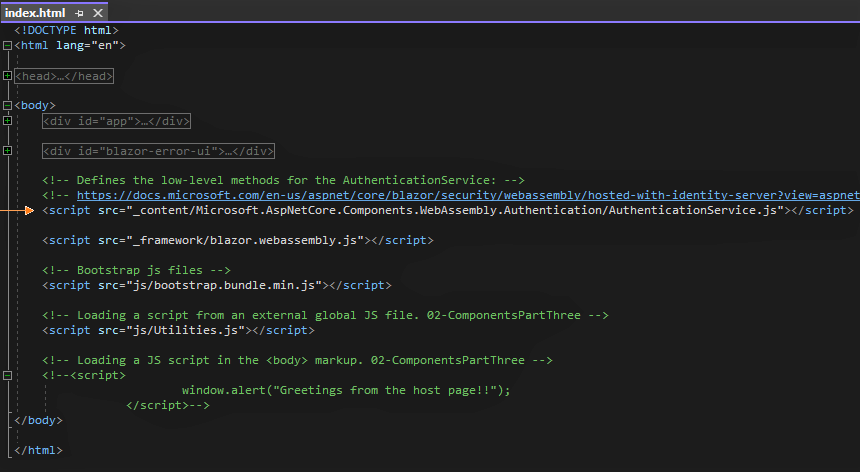 index.html
<!DOCTYPE html>
<html lang="en">
<head>…</head>
<body>
<div id="app">…</div>
<div id="blazor-error-ui">…</div>
<!-- Defines the low-level methods for the AuthenticationService: -->
<!-- https://docs.microsoft.com/en-us/aspnet/core/blazor/security/webassembly/hosted-with-identity-server?view=aspnet
<script src="_content/Microsoft.AspNetCore.Components.WebAssembly.Authentication/AuthenticationService.js"></script>
<script src="_framework/blazor.webassembly.js"></script>
<!-- Bootstrap js files -->
<script src="js/bootstrap.bundle.min.js"></script>
<!-- Loading a script from an external global JS file. 02-ComponentsPartThree -->
<script src="js/Utilities.js"></script>
<!-- Loading a JS script in the <body> markup. 02-ComponentsPartThree -->
<!--<script>
window.alert("Greetings from the host page!!");
</script>-->
</body>
</html>